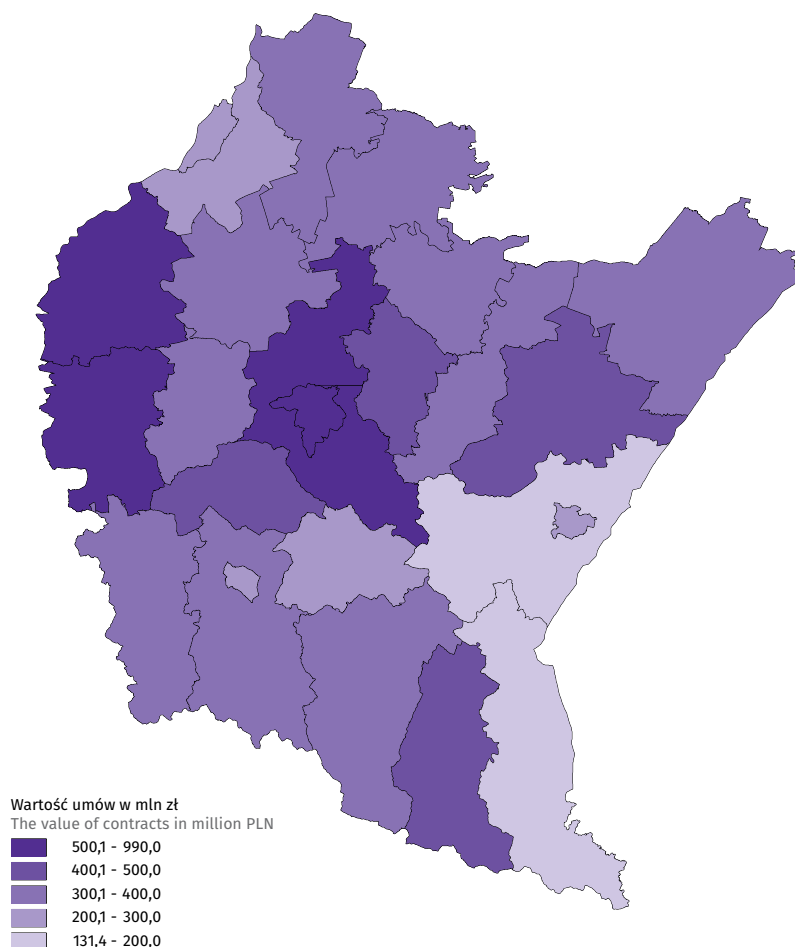 Wartość umów w mln zł
The value of contracts in million PLN
500,1 - 990,0
400,1 - 500,0
300,1 - 400,0
200,1 - 300,0
131,4 - 200,0